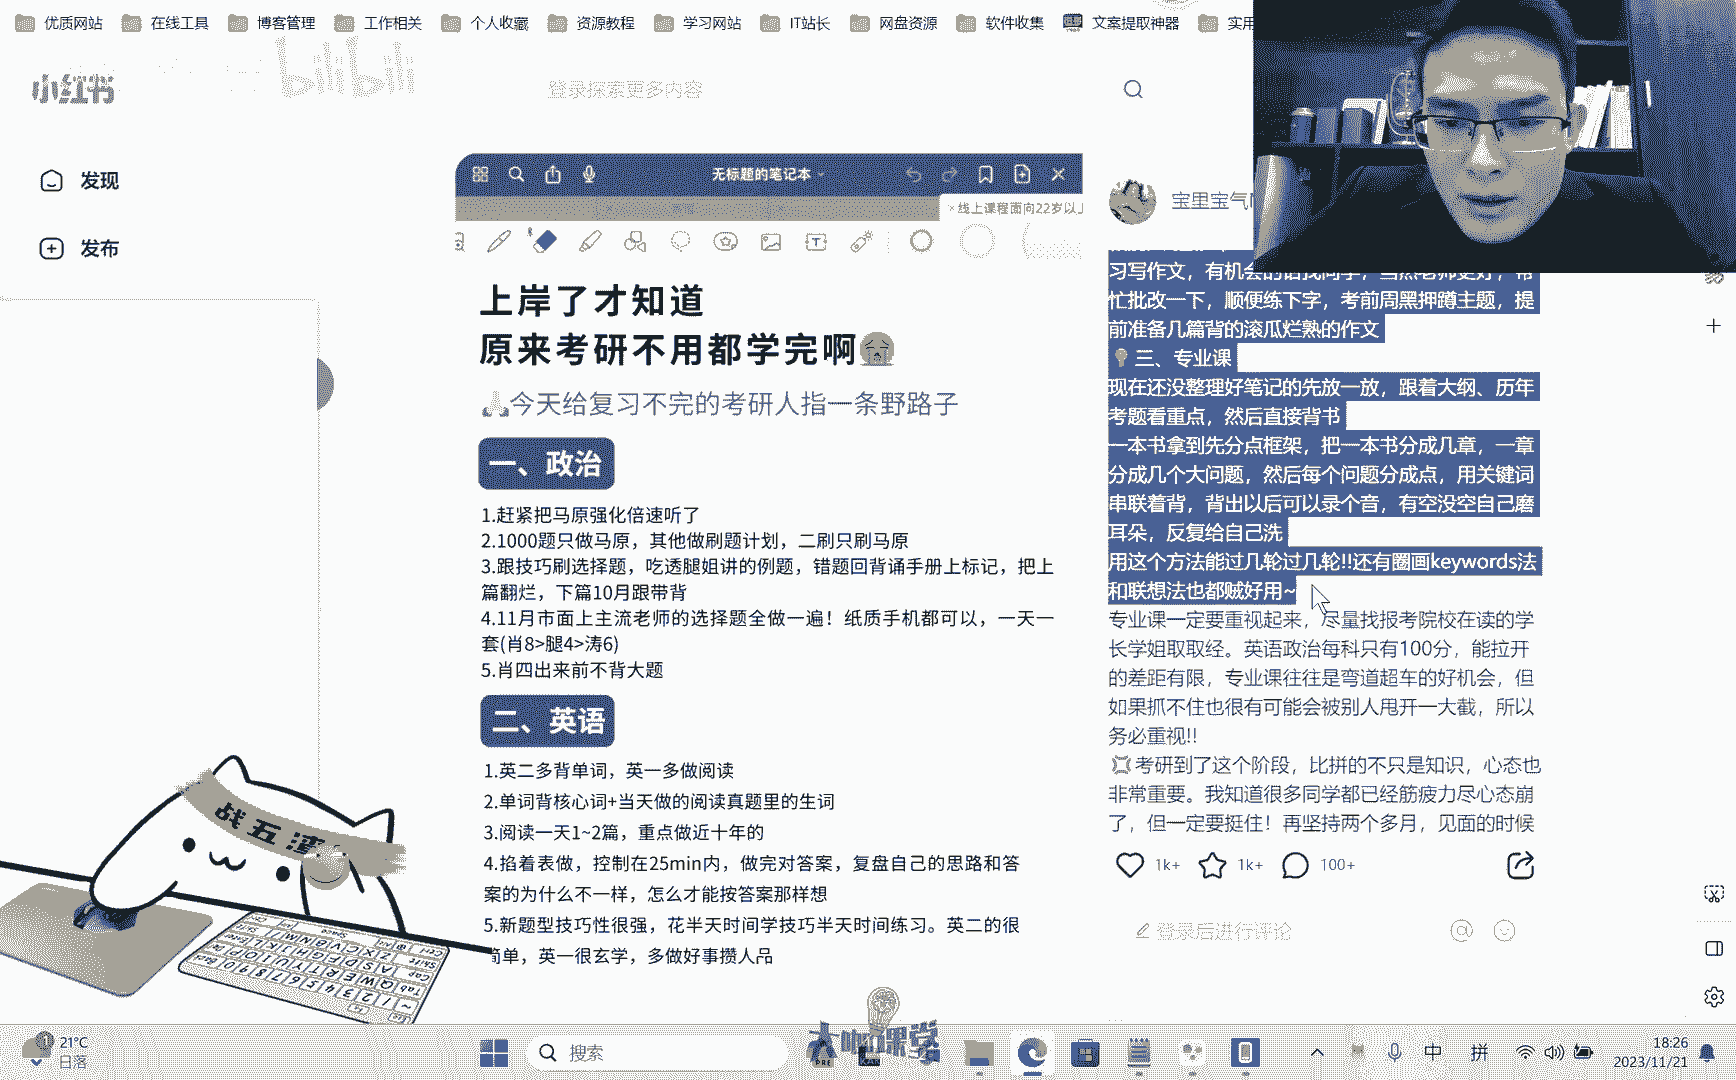 优质网站 在线工具 博客管理 工作相关 个人收藏 资源教程 学习网站 IT站长 网盘资源 软件收集 文案提取神器 实用
bilibili
小红书
登录探索更多内容
发现
发布
无标题的笔记本
×线上课程面向22岁以上
上岸了才知道
原来考研不用都学完啊
今天给复习不完的考研人指一条野路子
一、政治
1.赶紧把马原强化倍速听了
2.1000题只做马原，其他做刷题计划，二刷只刷马原
3.跟技巧刷选择题，吃透腿姐讲的例题，错题回背诵手册上标记，把上
篇翻烂，下篇10月跟带背
4.11月市面上主流老师的选择题全做一遍！纸质手机都可以，一天一
套(肖8>腿4>涛6)
5.肖四出来前不背大题
二、英语
1.英二多背单词，英一多做阅读
2.单词背核心词+当天做的阅读真题里的生词
3.阅读一天1~2篇，重点做近十年的
4.掐着表做，控制在25min内，做完对答案，复盘自己的思路和答
案的为什么不一样，怎么才能按答案那样想
5.新题型技巧性很强，花半天时间学技巧半天时间练习。英二的很
简单，英一很玄学，多做好事攒人品
宝里宝气
习写作文，有机会的话找同学，当然老师更好，帮
忙批改一下，顺便练下字，考前周黑押蹲主题，提
前准备几篇背的滚瓜烂熟的作文
三、专业课
现在还没整理好笔记的先放一放，跟着大纲、历年
考题看重点，然后直接背书
一本书拿到先分点框架，把一本书分成几章，一章
分成几个大问题，然后每个问题分成点，用关键词
串联着背，背出以后可以录个音，有空没空自己磨
耳朵，反复给自己洗
用这个方法能过几轮过几轮!!还有圈画keywords法
和联想法也都贼好用~
专业课一定要重视起来，尽量找报考院校在读的学
长学姐取取经。英语政治每科只有100分，能拉开
的差距有限，专业课往往是弯道超车的好机会，但
如果抓不住也很有可能会被别人甩开一大截，所以
务必重视!!
考研到了这个阶段，比拼的不只是知识，心态也
非常重要。我知道很多同学都已经筋疲力尽心态崩
了，但一定要挺住！再坚持两个多月，见面的时候
1k+ 1k+ 100+
登录后进行评论
战五渣
大咖课堂
21°C
日落
搜索
中 拼
18:26
2023/11/21